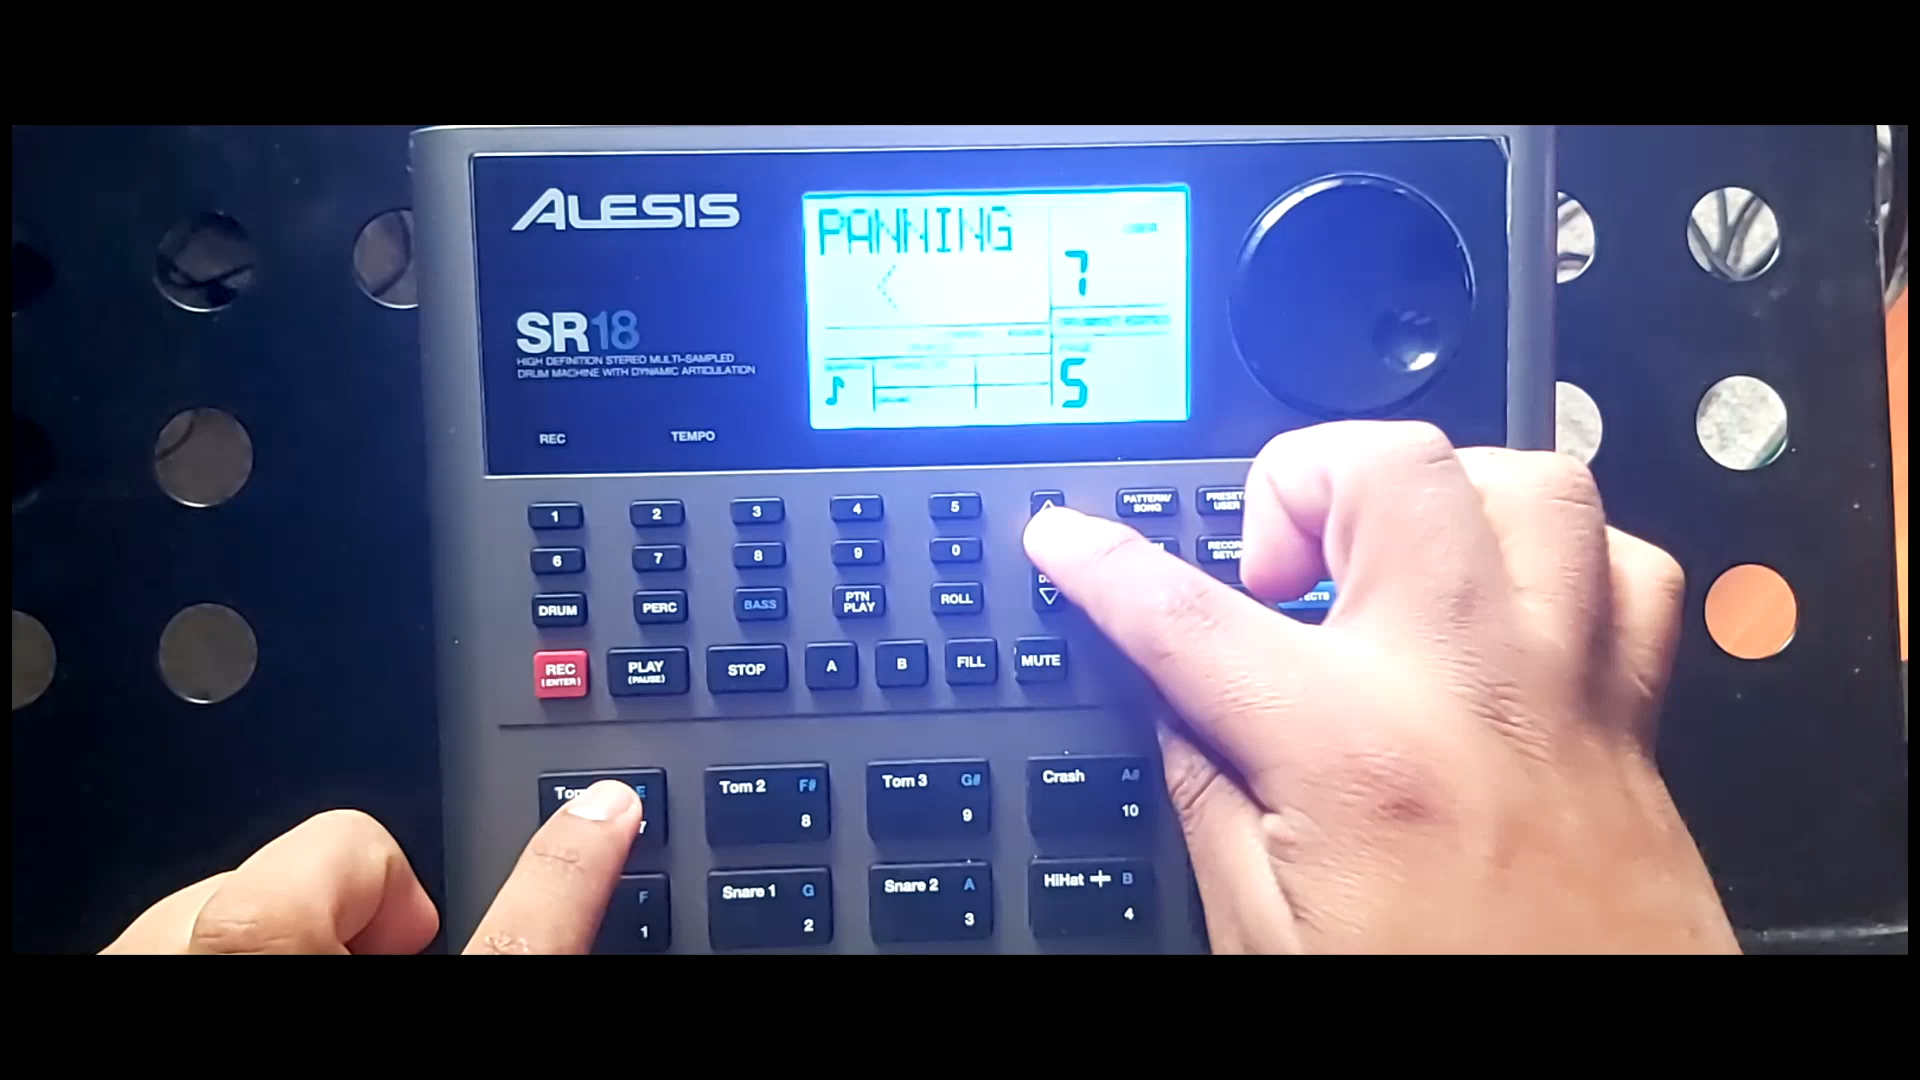 ALESIS
PANNING
7
<
SR18
HIGH DEFINITION STEREO MULTI-SAMPLED
DRUM MACHINE WITH DYNAMIC ARTICULATION
5
REC TEMPO
1 2 3 4 5
PATTERN/
SONG
PRESET/
USER
6 7 8 9 0
DRUM PERC BASS
PTN
PLAY
ROLL
REC
(ENTER)
PLAY
(PAUSE)
STOP A B FILL MUTE
E
7
Tom 2 F#
8
Tom 3 G#
9
Crash A#
10
F
1
Snare 1 G
2
Snare 2 A
3
HiHat B
4